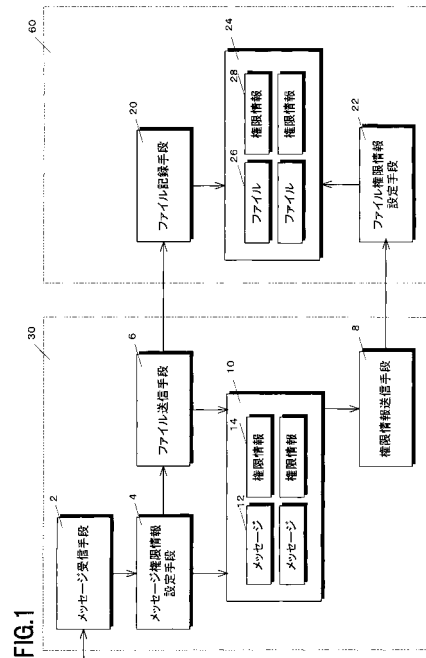 FIG.1
30
2
メッセージ受信手段
4
メッセージ権限情報
設定手段
6
ファイル送信手段
10
12
メッセージ
14
権限情報
メッセージ
権限情報
8
権限情報送信手段
60
20
ファイル記録手段
24
26
ファイル
28
権限情報
ファイル
権限情報
22
ファイル権限情報
設定手段